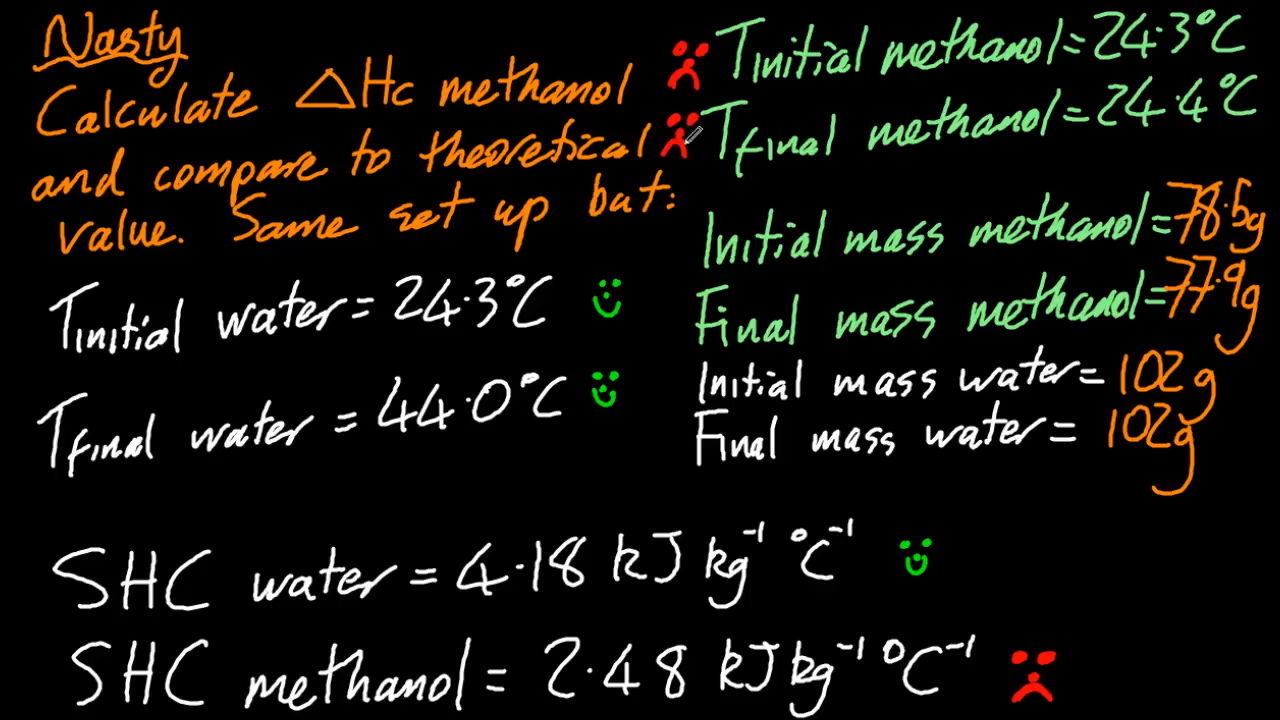 Nasty
Calculate △Hc methanol
and compare to theoretical
value. Same set up but:
Tinitial water = 24.3°C
Tfinal water = 44.0°C
Tinitial methanol = 24.3°C
Tfinal methanol = 24.4°C
Initial mass methanol = 78.5g
Final mass methanol = 77.9g
Initial mass water = 102g
Final mass water = 102g
SHC water = 4.18 kJ kg⁻¹ °C⁻¹
SHC methanol = 2.48 kJ kg⁻¹ °C⁻¹